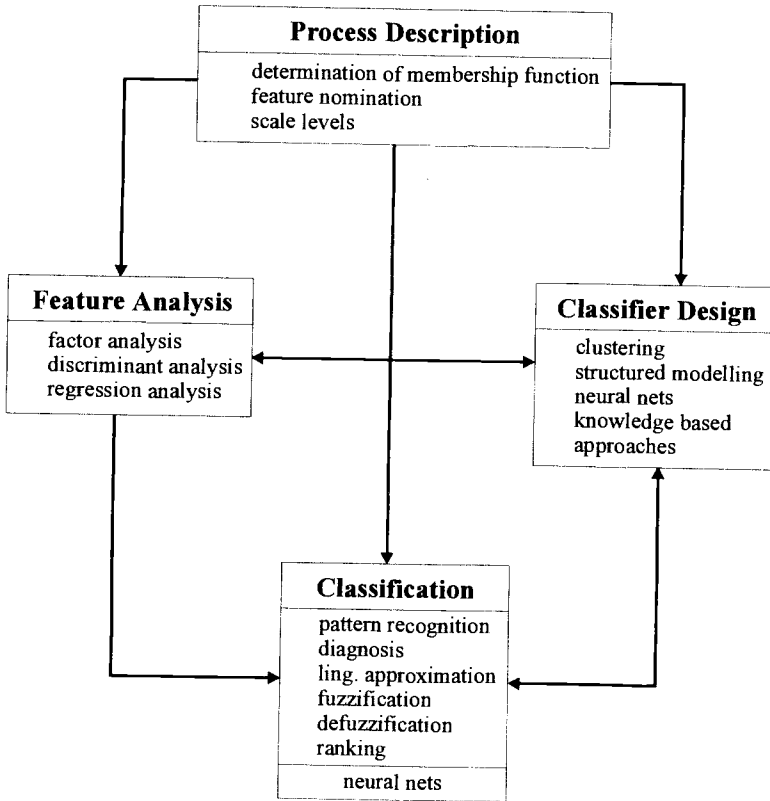 Process Description
determination of membership function
feature nomination
scale levels
Feature Analysis
factor analysis
discriminant analysis
regression analysis
Classifier Design
clustering
structured modelling
neural nets
knowledge based
approaches
Classification
pattern recognition
diagnosis
ling. approximation
fuzzification
defuzzification
ranking
neural nets